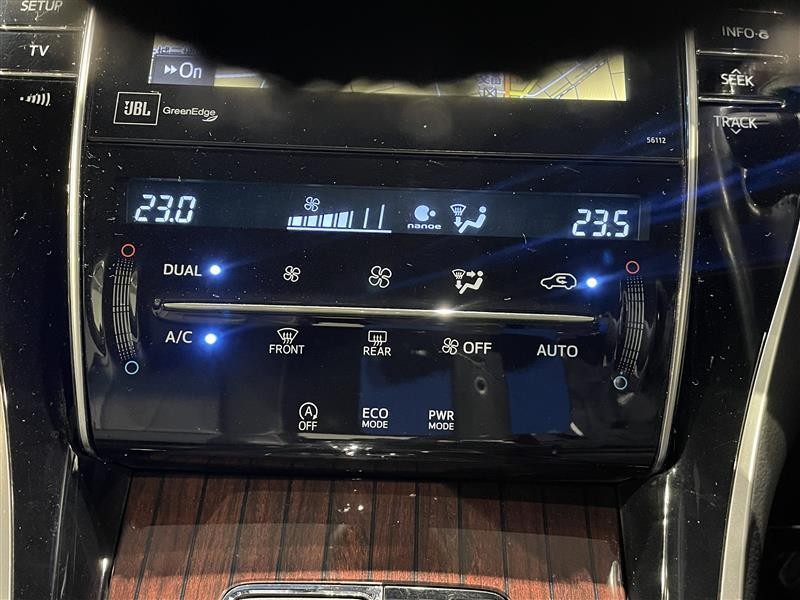 SETUP
INFO
TV
On
SEEK
JBL GreenEdge
TRACK
56112
23.0
nanoe
23.5
DUAL
A/C
FRONT
REAR
OFF
AUTO
A
OFF
ECO
MODE
PWR
MODE